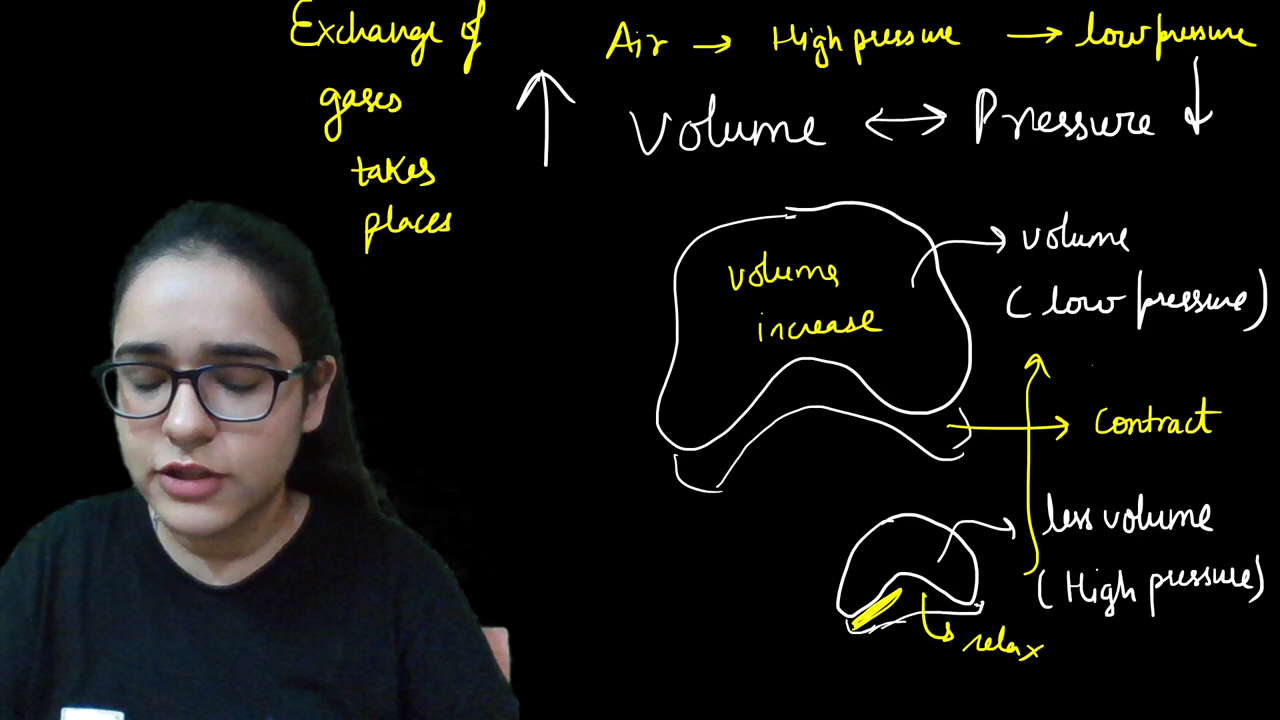 Exchange of
gases
takes
places
Air → High pressure → low pressure
↑ Volume ↔ Pressure ↓
volume
increase
→ volume
(low pressure)
→ Contract
→ less volume
(High pressure)
↳ relax